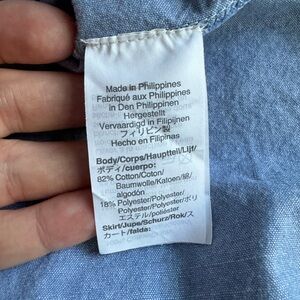 Made in Philippines
Fabriqué aux Philippines
in Den Philippinen
Hergestellt
Vervaardigd in Filipijnen
フィリピン製
Hecho en Filipinas
Body/Corps/Hauptteil/Lijf/
ボディ/cuerpo:
82% Cotton/Coton/
Baumwolle/Katoen/綿/
algodón
18% Polyester/Polyester/
Polyester/Polyester/ポリ
エステル/poliéster
Skirt/Jupe/Schurz/Rok/ス
カート/falda: